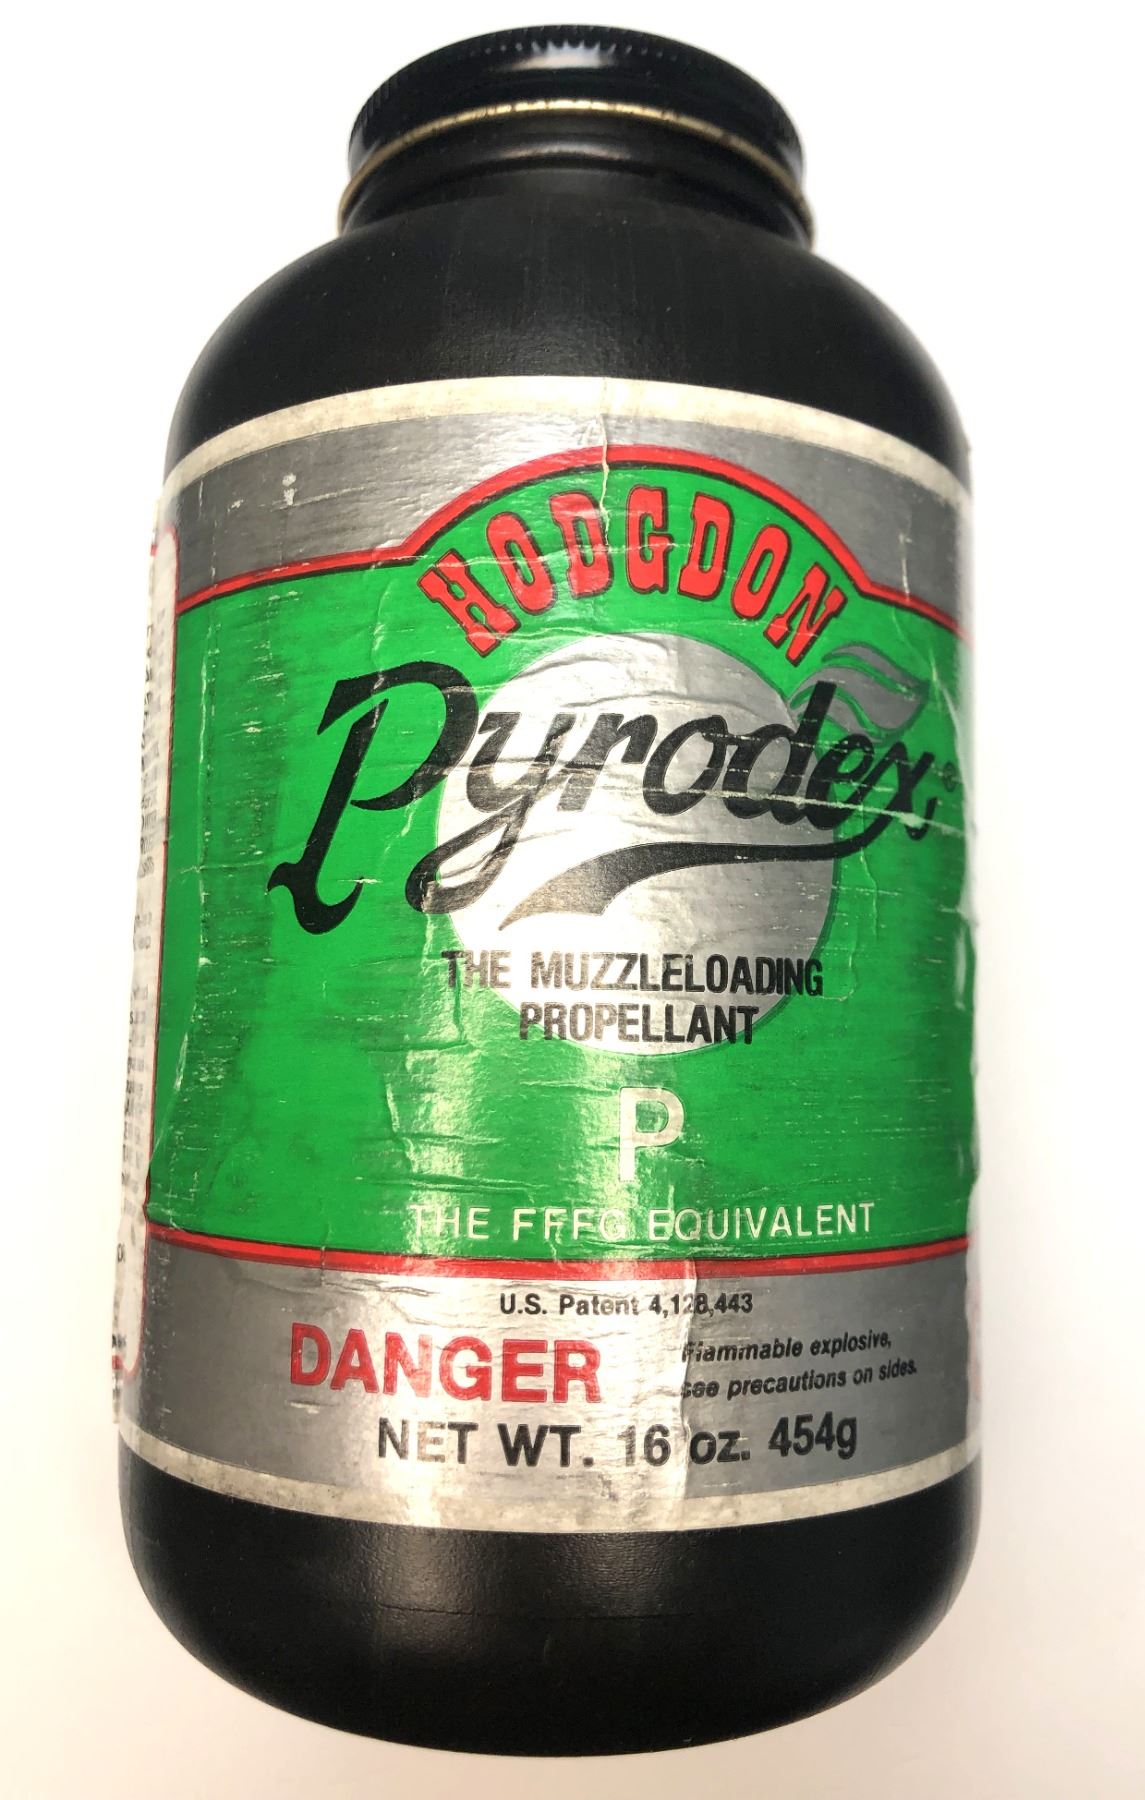 HODGDON
Pyrodex®
THE MUZZLELOADING
PROPELLANT
P
THE FFFG EQUIVALENT
U.S. Patent 4,128,443
DANGER
Flammable explosive,
see precautions on sides.
NET WT. 16 oz. 454g